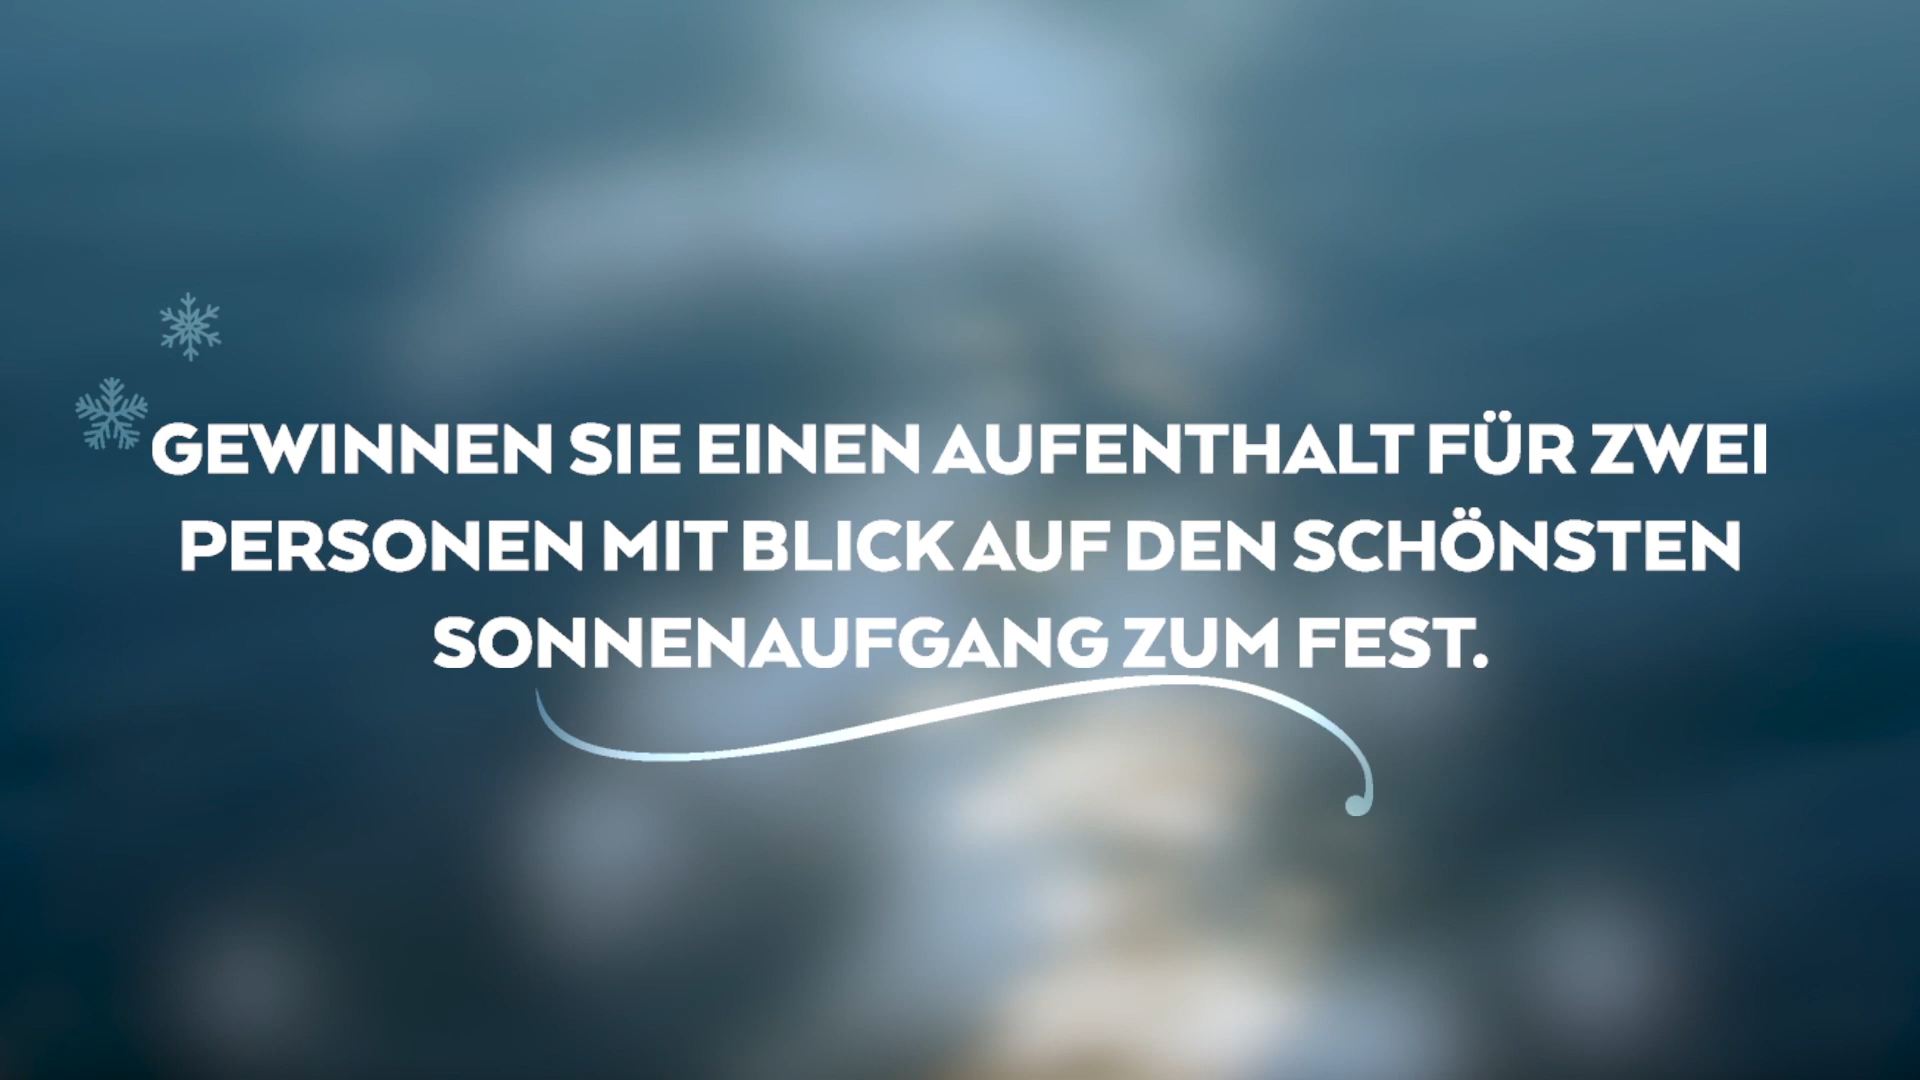 GEWINNEN SIE EINEN AUFENTHALT FÜR ZWEI
PERSONEN MIT BLICK AUF DEN SCHÖNSTEN
SONNENAUFGANG ZUM FEST.